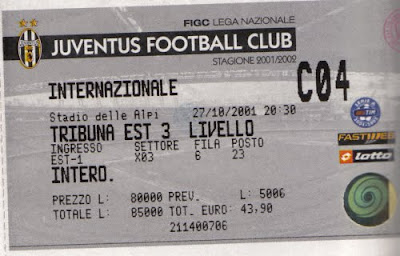 FIGC LEGA NAZIONALE
JUVENTUS FOOTBALL CLUB
STAGIONE 2001/2002
INTERNAZIONALE
C04
Stadio delle Alpi 27/10/2001 20:30
TRIBUNA EST 3 LIVELLO
INGRESSO SETTORE FILA POSTO
EST-1 X03 6 23
INTERO.
FASTWEB
lotto
PREZZO L: 80000 PREV. L: 5006
TOTALE L: 85000 TOT. EURO: 43,90
211400706